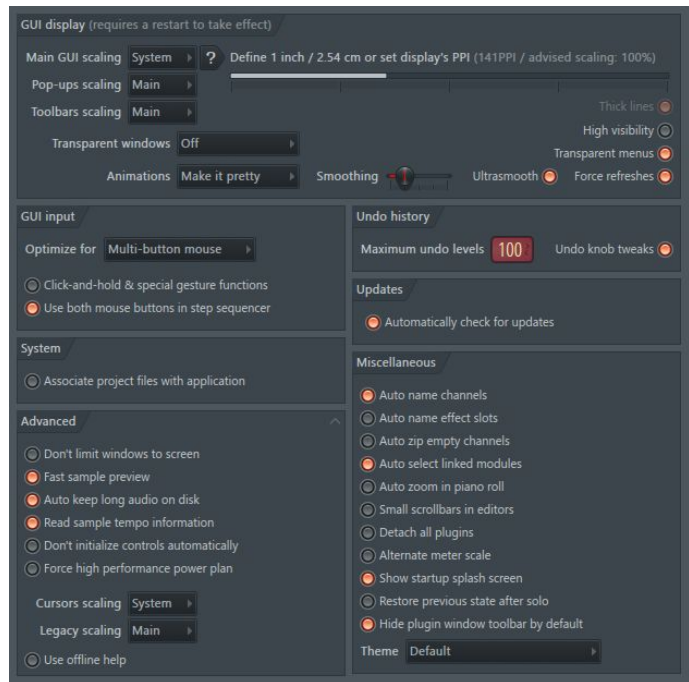 GUI display (requires a restart to take effect)
Main GUI scaling System ? Define 1 inch / 2.54 cm or set display's PPI (141PPI / advised scaling: 100%)
Pop-ups scaling Main
Toolbars scaling Main
Thick lines
High visibility
Transparent windows Off
Transparent menus
Animations Make it pretty Smoothing Ultrasmooth Force refreshes
GUI input
Optimize for Multi-button mouse
Click-and-hold & special gesture functions
Use both mouse buttons in step sequencer
System
Associate project files with application
Advanced
Don't limit windows to screen
Fast sample preview
Auto keep long audio on disk
Read sample tempo information
Don't initialize controls automatically
Force high performance power plan
Cursors scaling System
Legacy scaling Main
Use offline help
Undo history
Maximum undo levels 100 Undo knob tweaks
Updates
Automatically check for updates
Miscellaneous
Auto name channels
Auto name effect slots
Auto zip empty channels
Auto select linked modules
Auto zoom in piano roll
Small scrollbars in editors
Detach all plugins
Alternate meter scale
Show startup splash screen
Restore previous state after solo
Hide plugin window toolbar by default
Theme Default